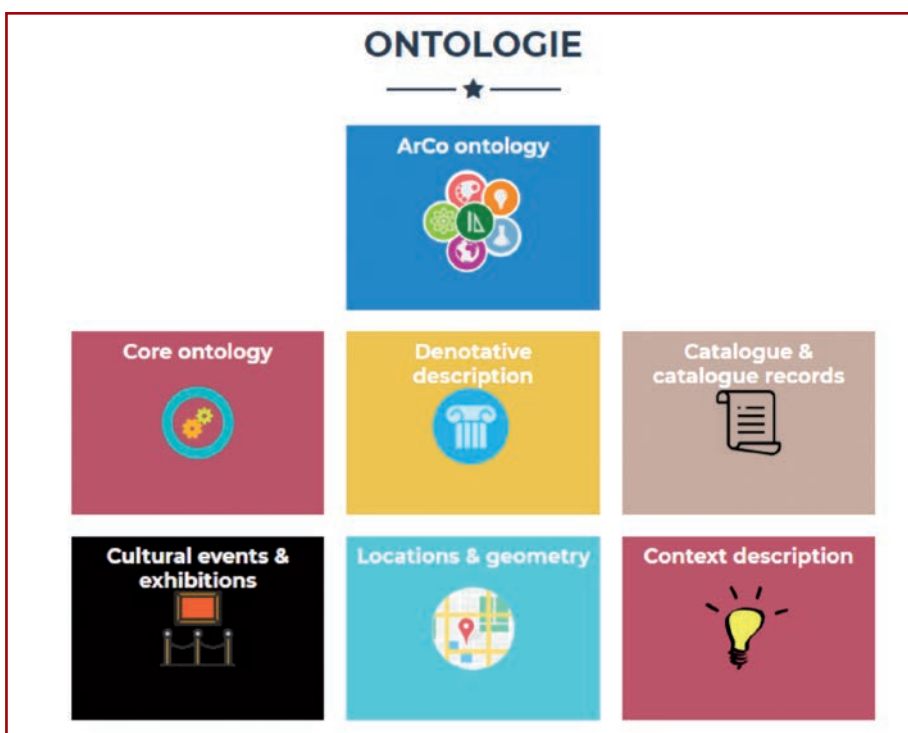 ONTOLOGIE
ArCo ontology
Core ontology
Denotative
description
Catalogue &
catalogue records
Cultural events &
exhibitions
Locations & geometry
Context description